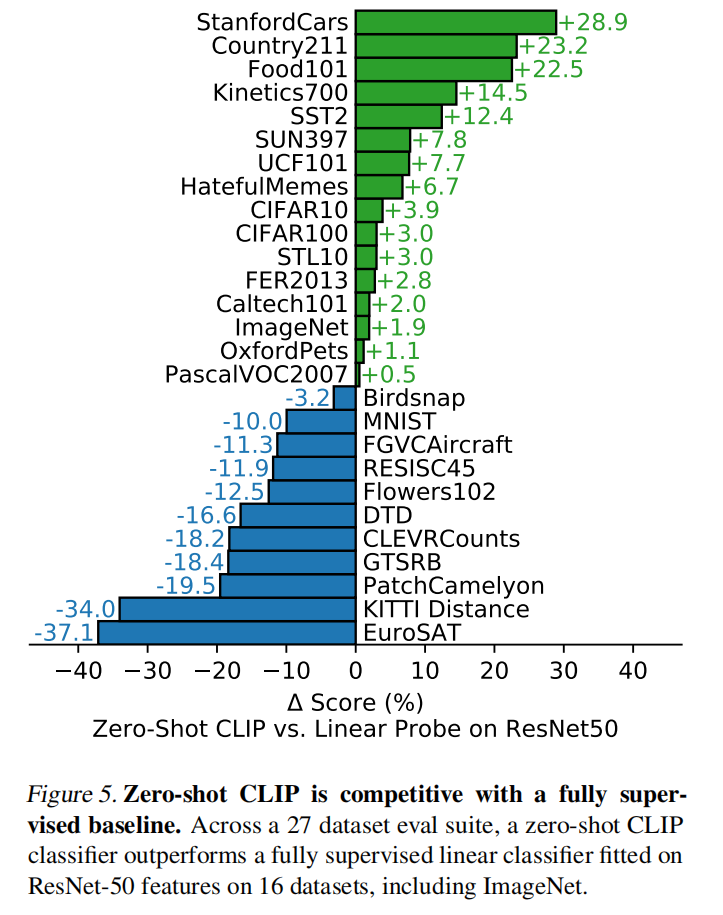 StanfordCars +28.9
Country211 +23.2
Food101 +22.5
Kinetics700 +14.5
SST2 +12.4
SUN397 +7.8
UCF101 +7.7
HatefulMemes +6.7
CIFAR10 +3.9
CIFAR100 +3.0
STL10 +3.0
FER2013 +2.8
Caltech101 +2.0
ImageNet +1.9
OxfordPets +1.1
PascalVOC2007 +0.5
-3.2 Birdsnap
-10.0 MNIST
-11.3 FGVCAircraft
-11.9 RESISC45
-12.5 Flowers102
-16.6 DTD
-18.2 CLEVRCounts
-18.4 GTSRB
-19.5 PatchCamelyon
-34.0 KITTI Distance
-37.1 EuroSAT
−40 −30 −20 −10 0 10 20 30 40
Δ Score (%)
Zero-Shot CLIP vs. Linear Probe on ResNet50
Figure 5. Zero-shot CLIP is competitive with a fully super-
vised baseline. Across a 27 dataset eval suite, a zero-shot CLIP
classifier outperforms a fully supervised linear classifier fitted on
ResNet-50 features on 16 datasets, including ImageNet.